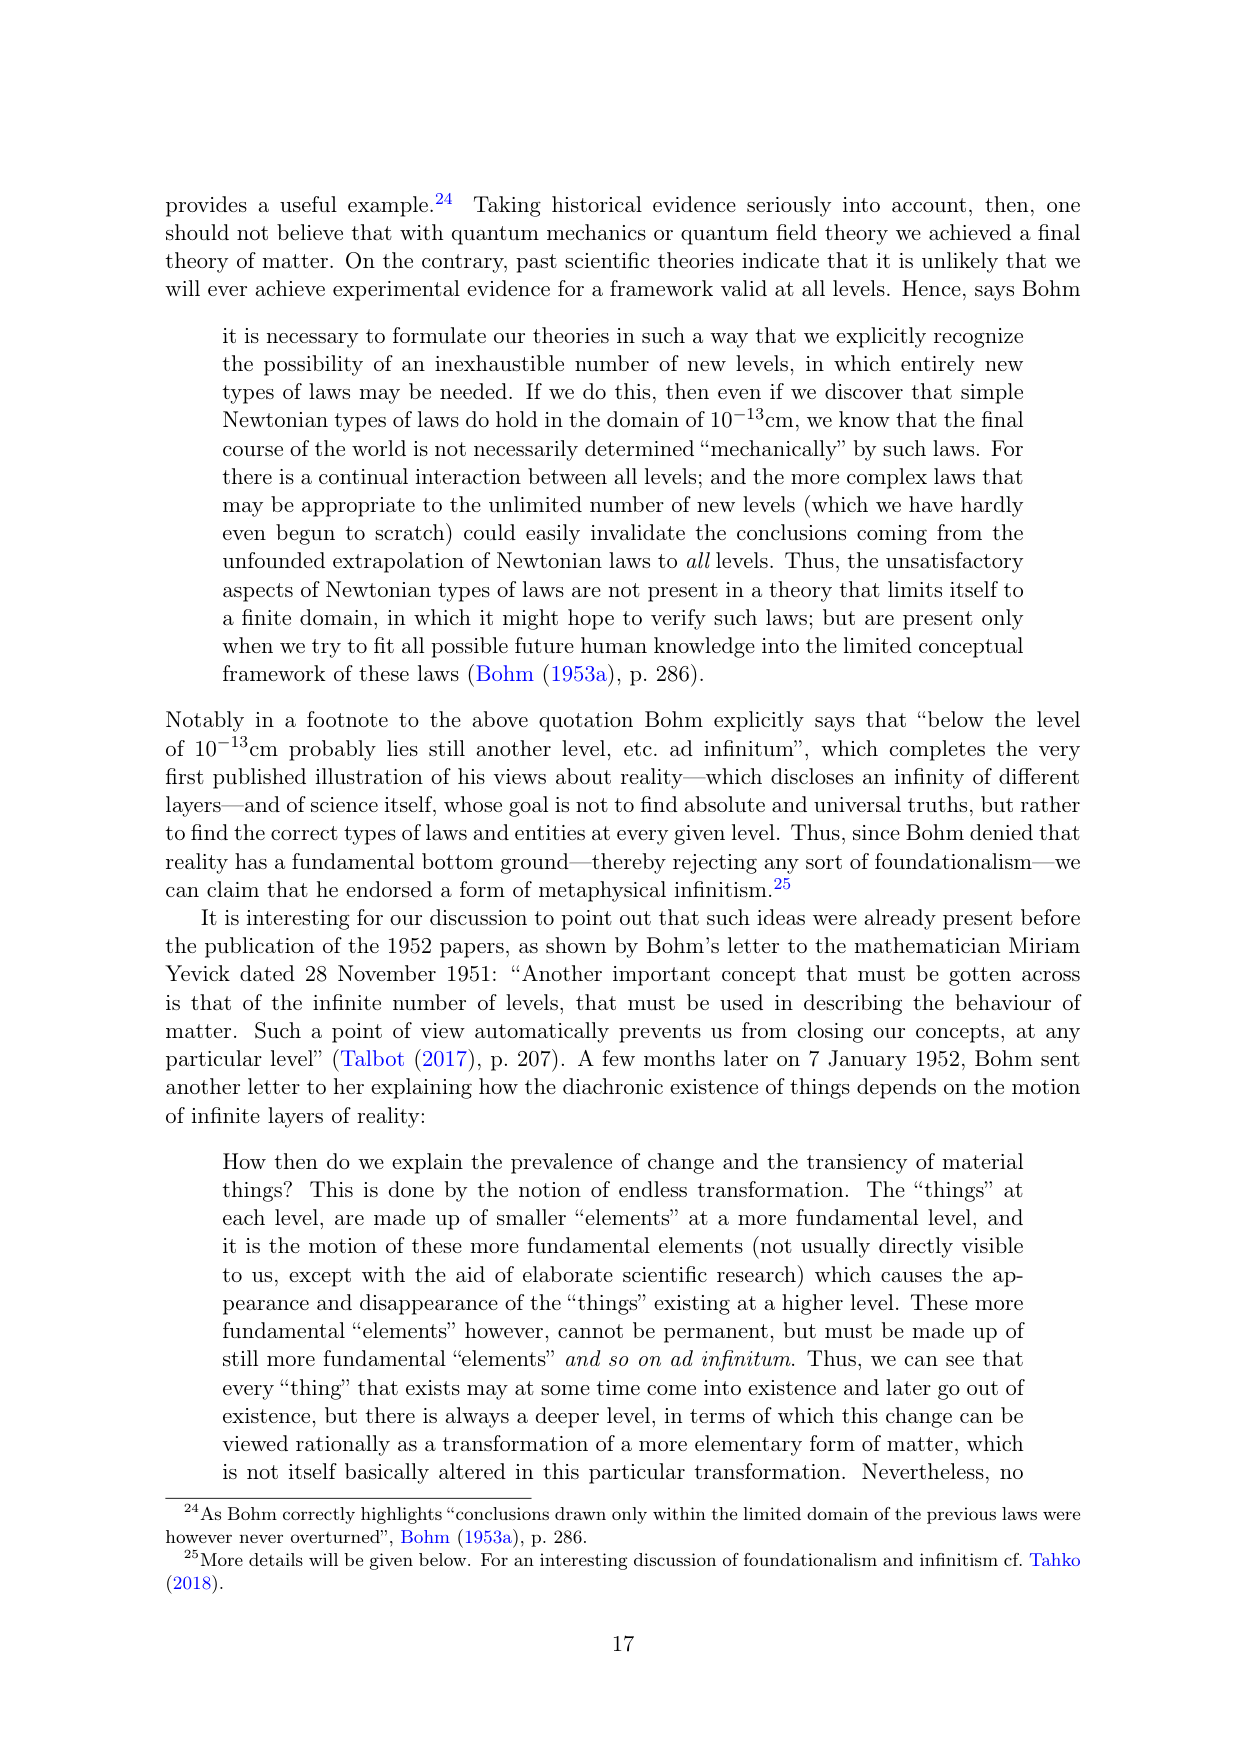 provides a useful example.24 Taking historical evidence seriously into account, then, one
should not believe that with quantum mechanics or quantum field theory we achieved a final
theory of matter. On the contrary, past scientific theories indicate that it is unlikely that we
will ever achieve experimental evidence for a framework valid at all levels. Hence, says Bohm
it is necessary to formulate our theories in such a way that we explicitly recognize
the possibility of an inexhaustible number of new levels, in which entirely new
types of laws may be needed. If we do this, then even if we discover that simple
Newtonian types of laws do hold in the domain of 10−13cm, we know that the final
course of the world is not necessarily determined “mechanically” by such laws. For
there is a continual interaction between all levels; and the more complex laws that
may be appropriate to the unlimited number of new levels (which we have hardly
even begun to scratch) could easily invalidate the conclusions coming from the
unfounded extrapolation of Newtonian laws to all levels. Thus, the unsatisfactory
aspects of Newtonian types of laws are not present in a theory that limits itself to
a finite domain, in which it might hope to verify such laws; but are present only
when we try to fit all possible future human knowledge into the limited conceptual
framework of these laws (Bohm (1953a), p. 286).
Notably in a footnote to the above quotation Bohm explicitly says that “below the level
of 10−13cm probably lies still another level, etc. ad infinitum”, which completes the very
first published illustration of his views about reality—which discloses an infinity of different
layers—and of science itself, whose goal is not to find absolute and universal truths, but rather
to find the correct types of laws and entities at every given level. Thus, since Bohm denied that
reality has a fundamental bottom ground—thereby rejecting any sort of foundationalism—we
can claim that he endorsed a form of metaphysical infinitism.25
It is interesting for our discussion to point out that such ideas were already present before
the publication of the 1952 papers, as shown by Bohm’s letter to the mathematician Miriam
Yevick dated 28 November 1951: “Another important concept that must be gotten across
is that of the infinite number of levels, that must be used in describing the behaviour of
matter. Such a point of view automatically prevents us from closing our concepts, at any
particular level” (Talbot (2017), p. 207). A few months later on 7 January 1952, Bohm sent
another letter to her explaining how the diachronic existence of things depends on the motion
of infinite layers of reality:
How then do we explain the prevalence of change and the transiency of material
things? This is done by the notion of endless transformation. The “things” at
each level, are made up of smaller “elements” at a more fundamental level, and
it is the motion of these more fundamental elements (not usually directly visible
to us, except with the aid of elaborate scientific research) which causes the ap-
pearance and disappearance of the “things” existing at a higher level. These more
fundamental “elements” however, cannot be permanent, but must be made up of
still more fundamental “elements” and so on ad infinitum. Thus, we can see that
every “thing” that exists may at some time come into existence and later go out of
existence, but there is always a deeper level, in terms of which this change can be
viewed rationally as a transformation of a more elementary form of matter, which
is not itself basically altered in this particular transformation. Nevertheless, no
24As Bohm correctly highlights “conclusions drawn only within the limited domain of the previous laws were
however never overturned”, Bohm (1953a), p. 286.
25More details will be given below. For an interesting discussion of foundationalism and infinitism cf. Tahko
(2018).
17